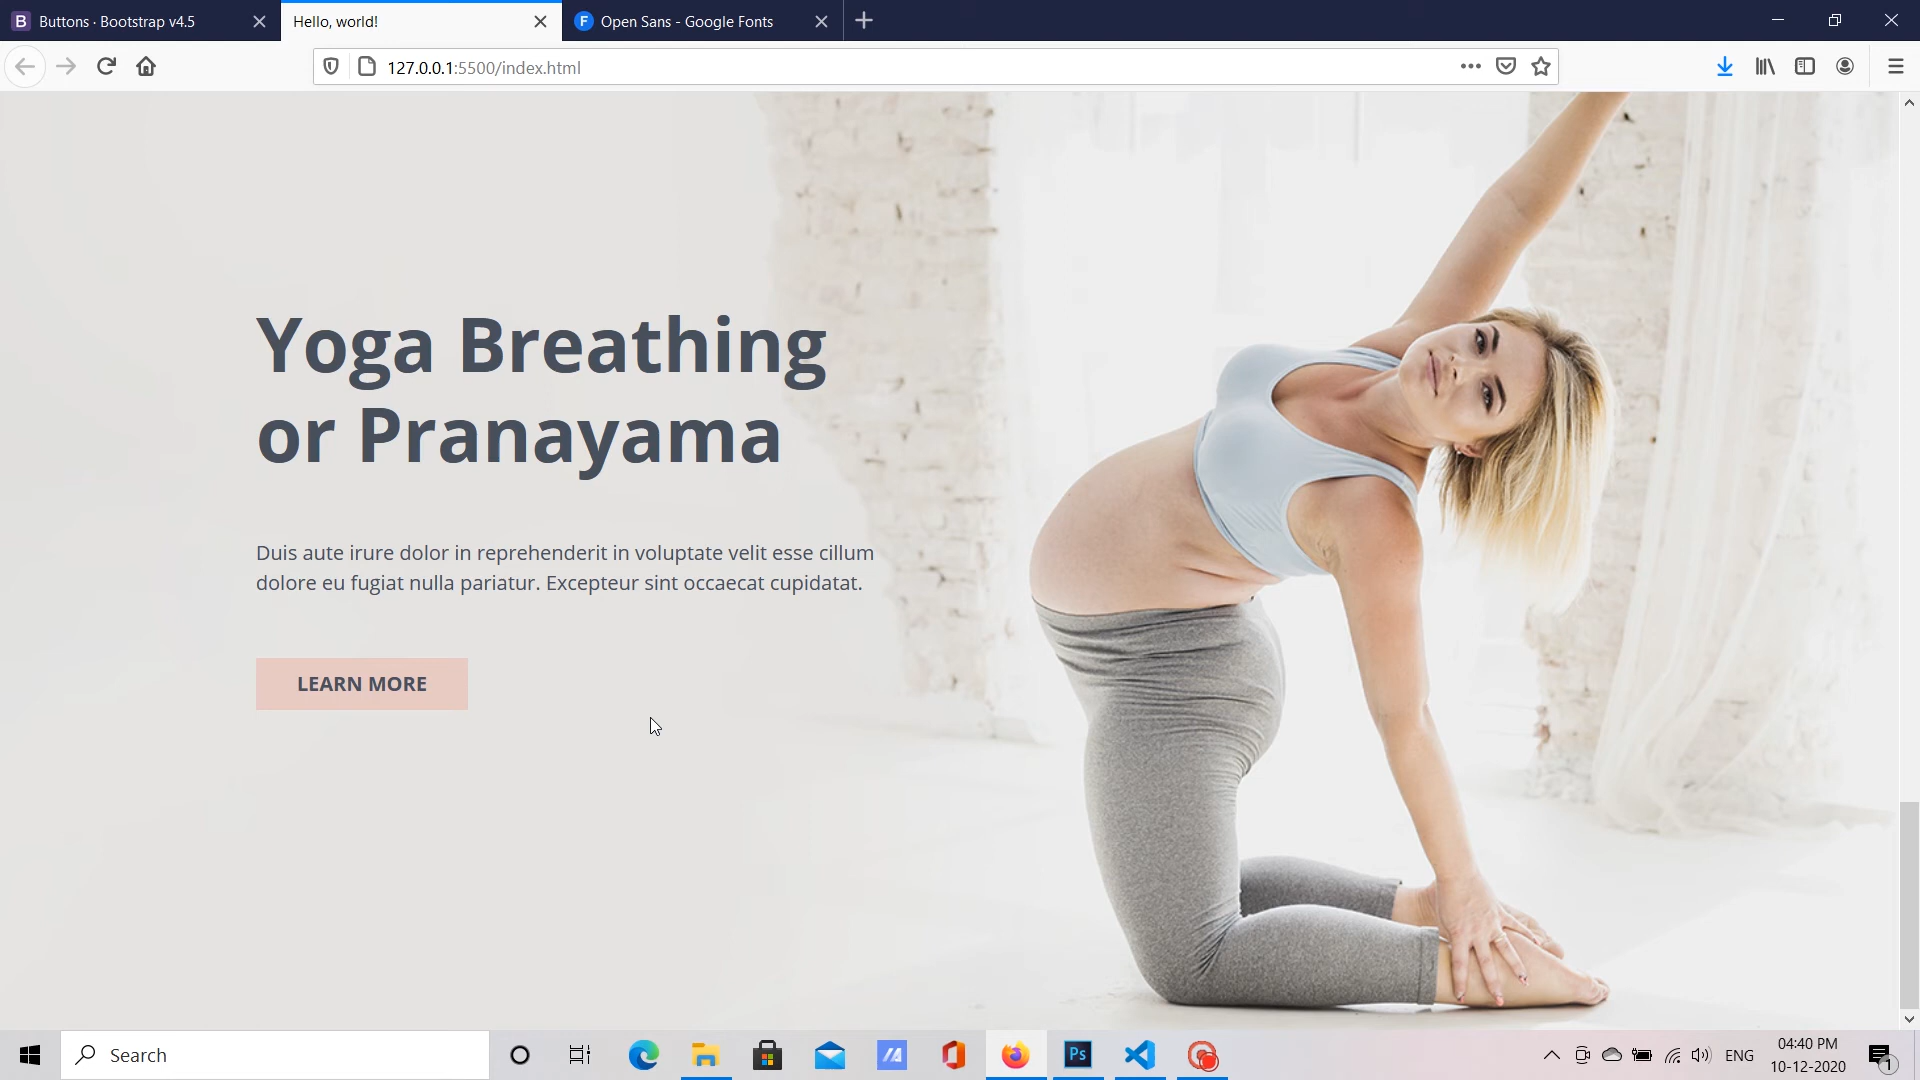 Buttons · Bootstrap v4.5
Hello, world!
Open Sans - Google Fonts
127.0.0.1:5500/index.html
Yoga Breathing
or Pranayama
Duis aute irure dolor in reprehenderit in voluptate velit esse cillum
dolore eu fugiat nulla pariatur. Excepteur sint occaecat cupidatat.
LEARN MORE
Search
Ps
ENG
04:40 PM
10-12-2020
1